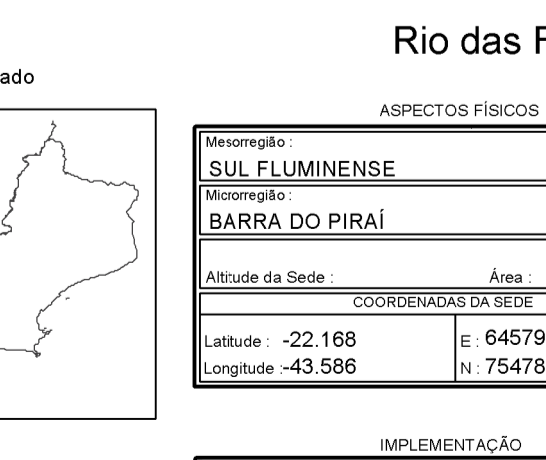 Rio das F
ado
ASPECTOS FÍSICOS
Mesorregião :
SUL FLUMINENSE
Microrregião :
BARRA DO PIRAÍ
Altitude da Sede : Área :
COORDENADAS DA SEDE
Latitude : -22.168 E : 64579
Longitude :-43.586 N : 75478
IMPLEMENTAÇÃO